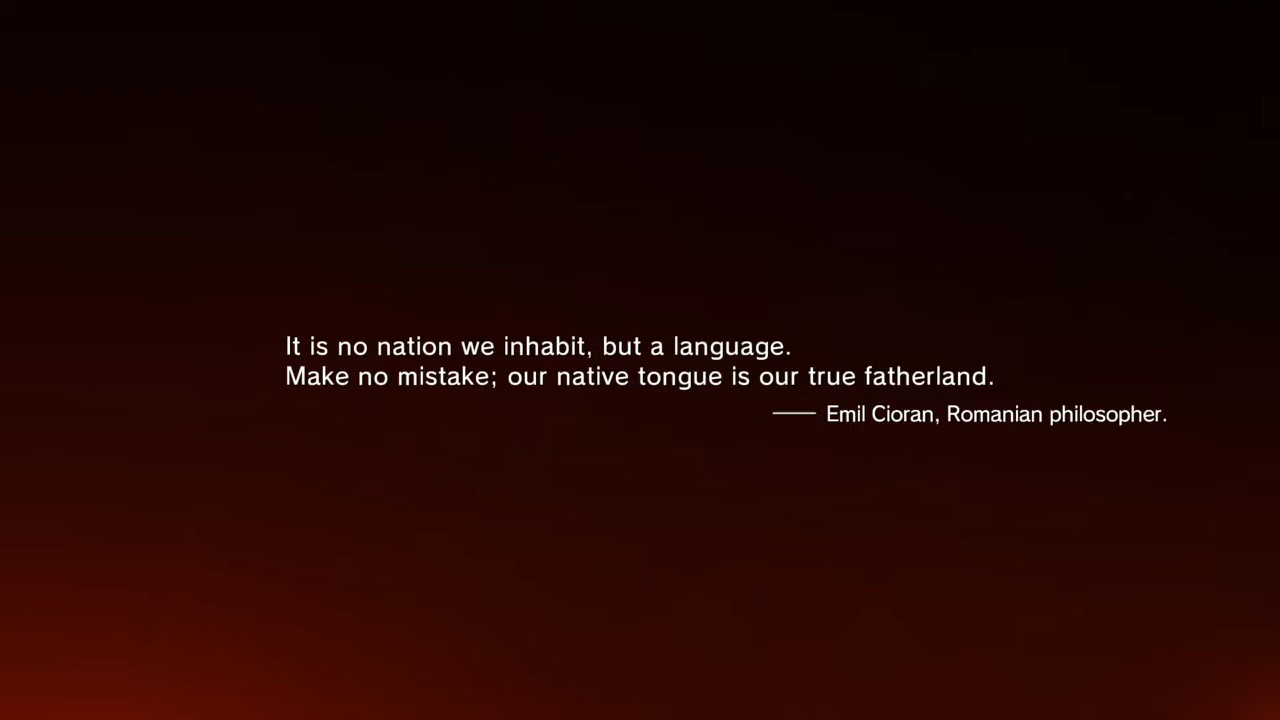 It is no nation we inhabit, but a language.
Make no mistake; our native tongue is our true fatherland.
—— Emil Cioran, Romanian philosopher.